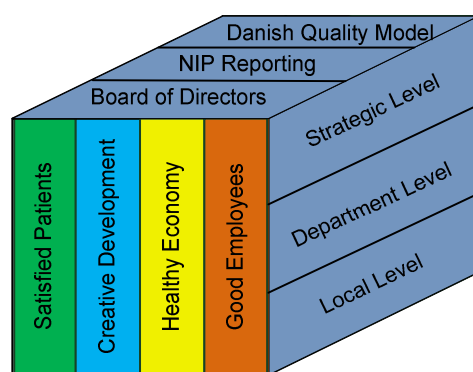 Danish Quality Model
NIP Reporting
Board of Directors
Satisfied Patients
Creative Development
Healthy Economy
Good Employees
Strategic Level
Department Level
Local Level